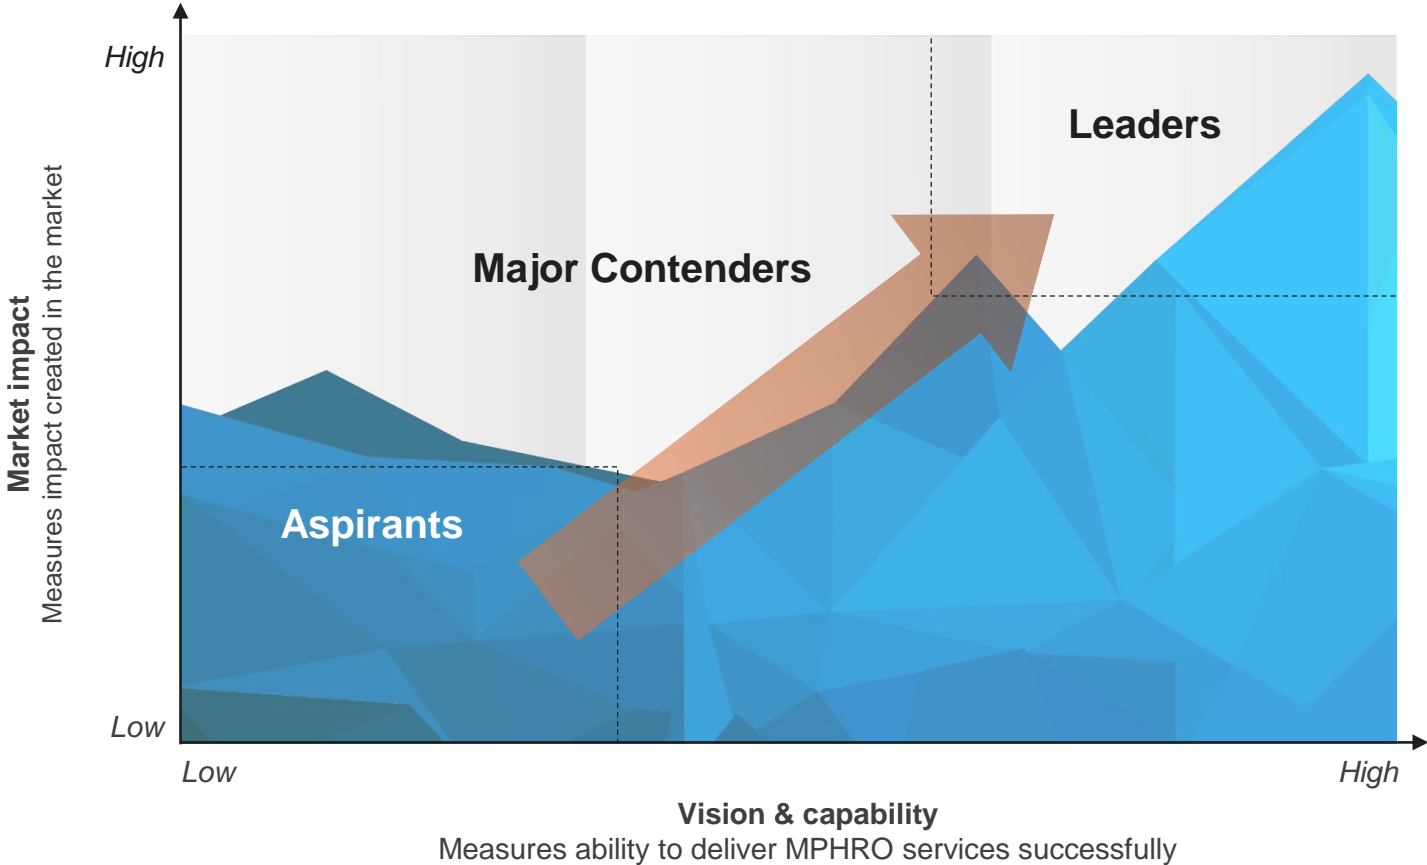 High
Leaders
Major Contenders
Market impact
Measures impact created in the market
Aspirants
Low
Low
High
Vision & capability
Measures ability to deliver MPHRO services successfully